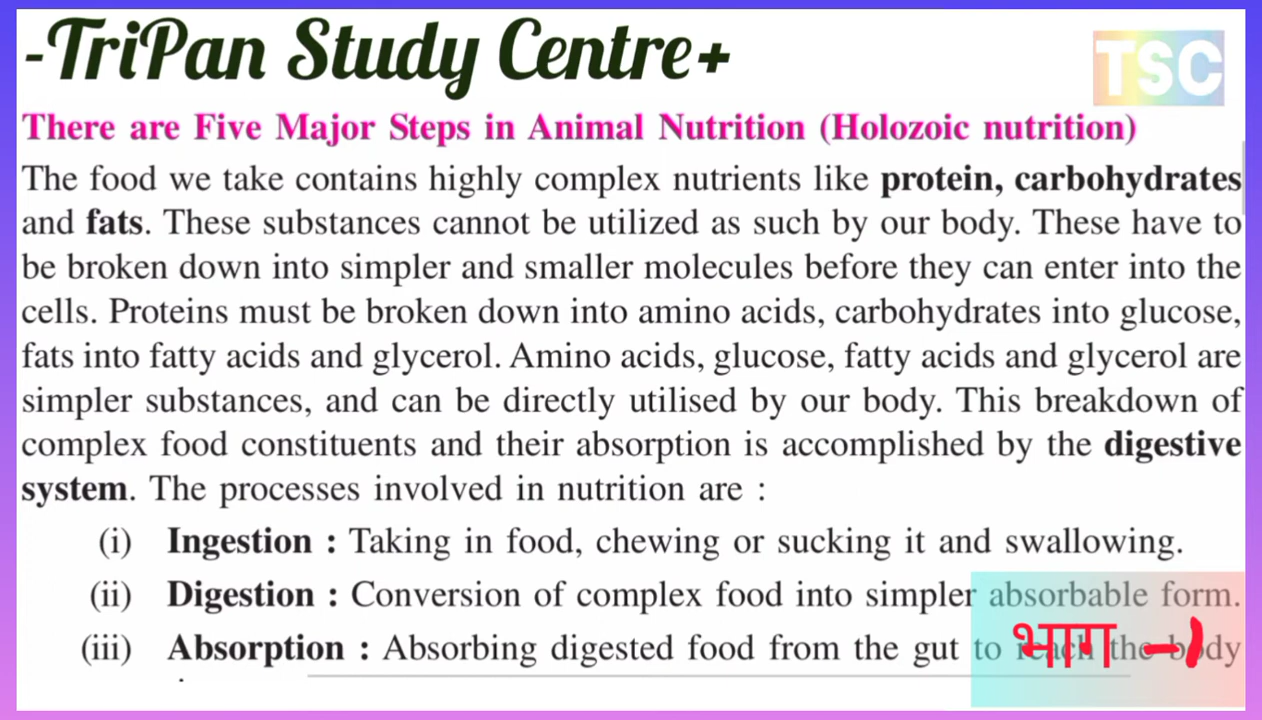 -TriPan Study Centre+
TSC
There are Five Major Steps in Animal Nutrition (Holozoic nutrition)
The food we take contains highly complex nutrients like protein, carbohydrates
and fats. These substances cannot be utilized as such by our body. These have to
be broken down into simpler and smaller molecules before they can enter into the
cells. Proteins must be broken down into amino acids, carbohydrates into glucose,
fats into fatty acids and glycerol. Amino acids, glucose, fatty acids and glycerol are
simpler substances, and can be directly utilised by our body. This breakdown of
complex food constituents and their absorption is accomplished by the digestive
system. The processes involved in nutrition are :
(i) Ingestion : Taking in food, chewing or sucking it and swallowing.
(ii) Digestion : Conversion of complex food into simpler absorbable form.
(iii) Absorption : Absorbing digested food from the gut to reach the body
भाग -1